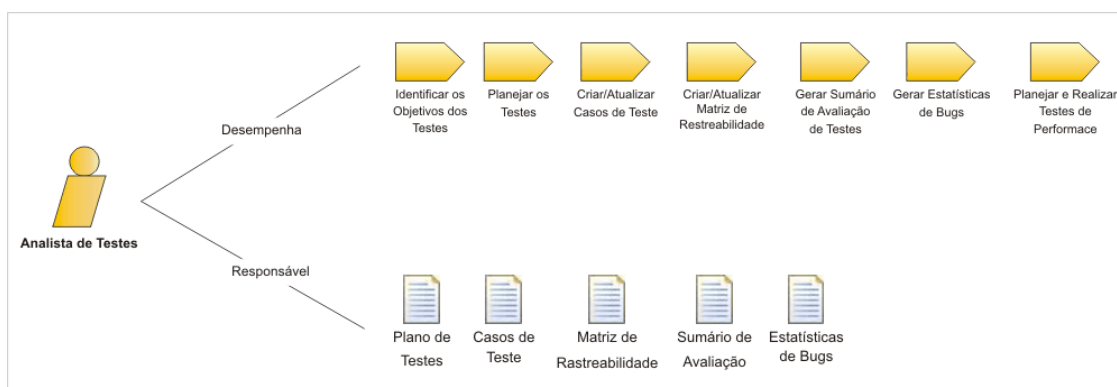 Identificar os
Objetivos dos
Testes
Planejar os
Testes
Criar/Atualizar
Casos de Teste
Criar/Atualizar
Matriz de
Restreabilidade
Gerar Sumário
de Avaliação
de Testes
Gerar Estatísticas
de Bugs
Planejar e Realizar
Testes de
Performace
Desempenha
Analista de Testes
Responsável
Plano de
Testes
Casos de
Teste
Matriz de
Rastreabilidade
Sumário de
Avaliação
Estatísticas
de Bugs